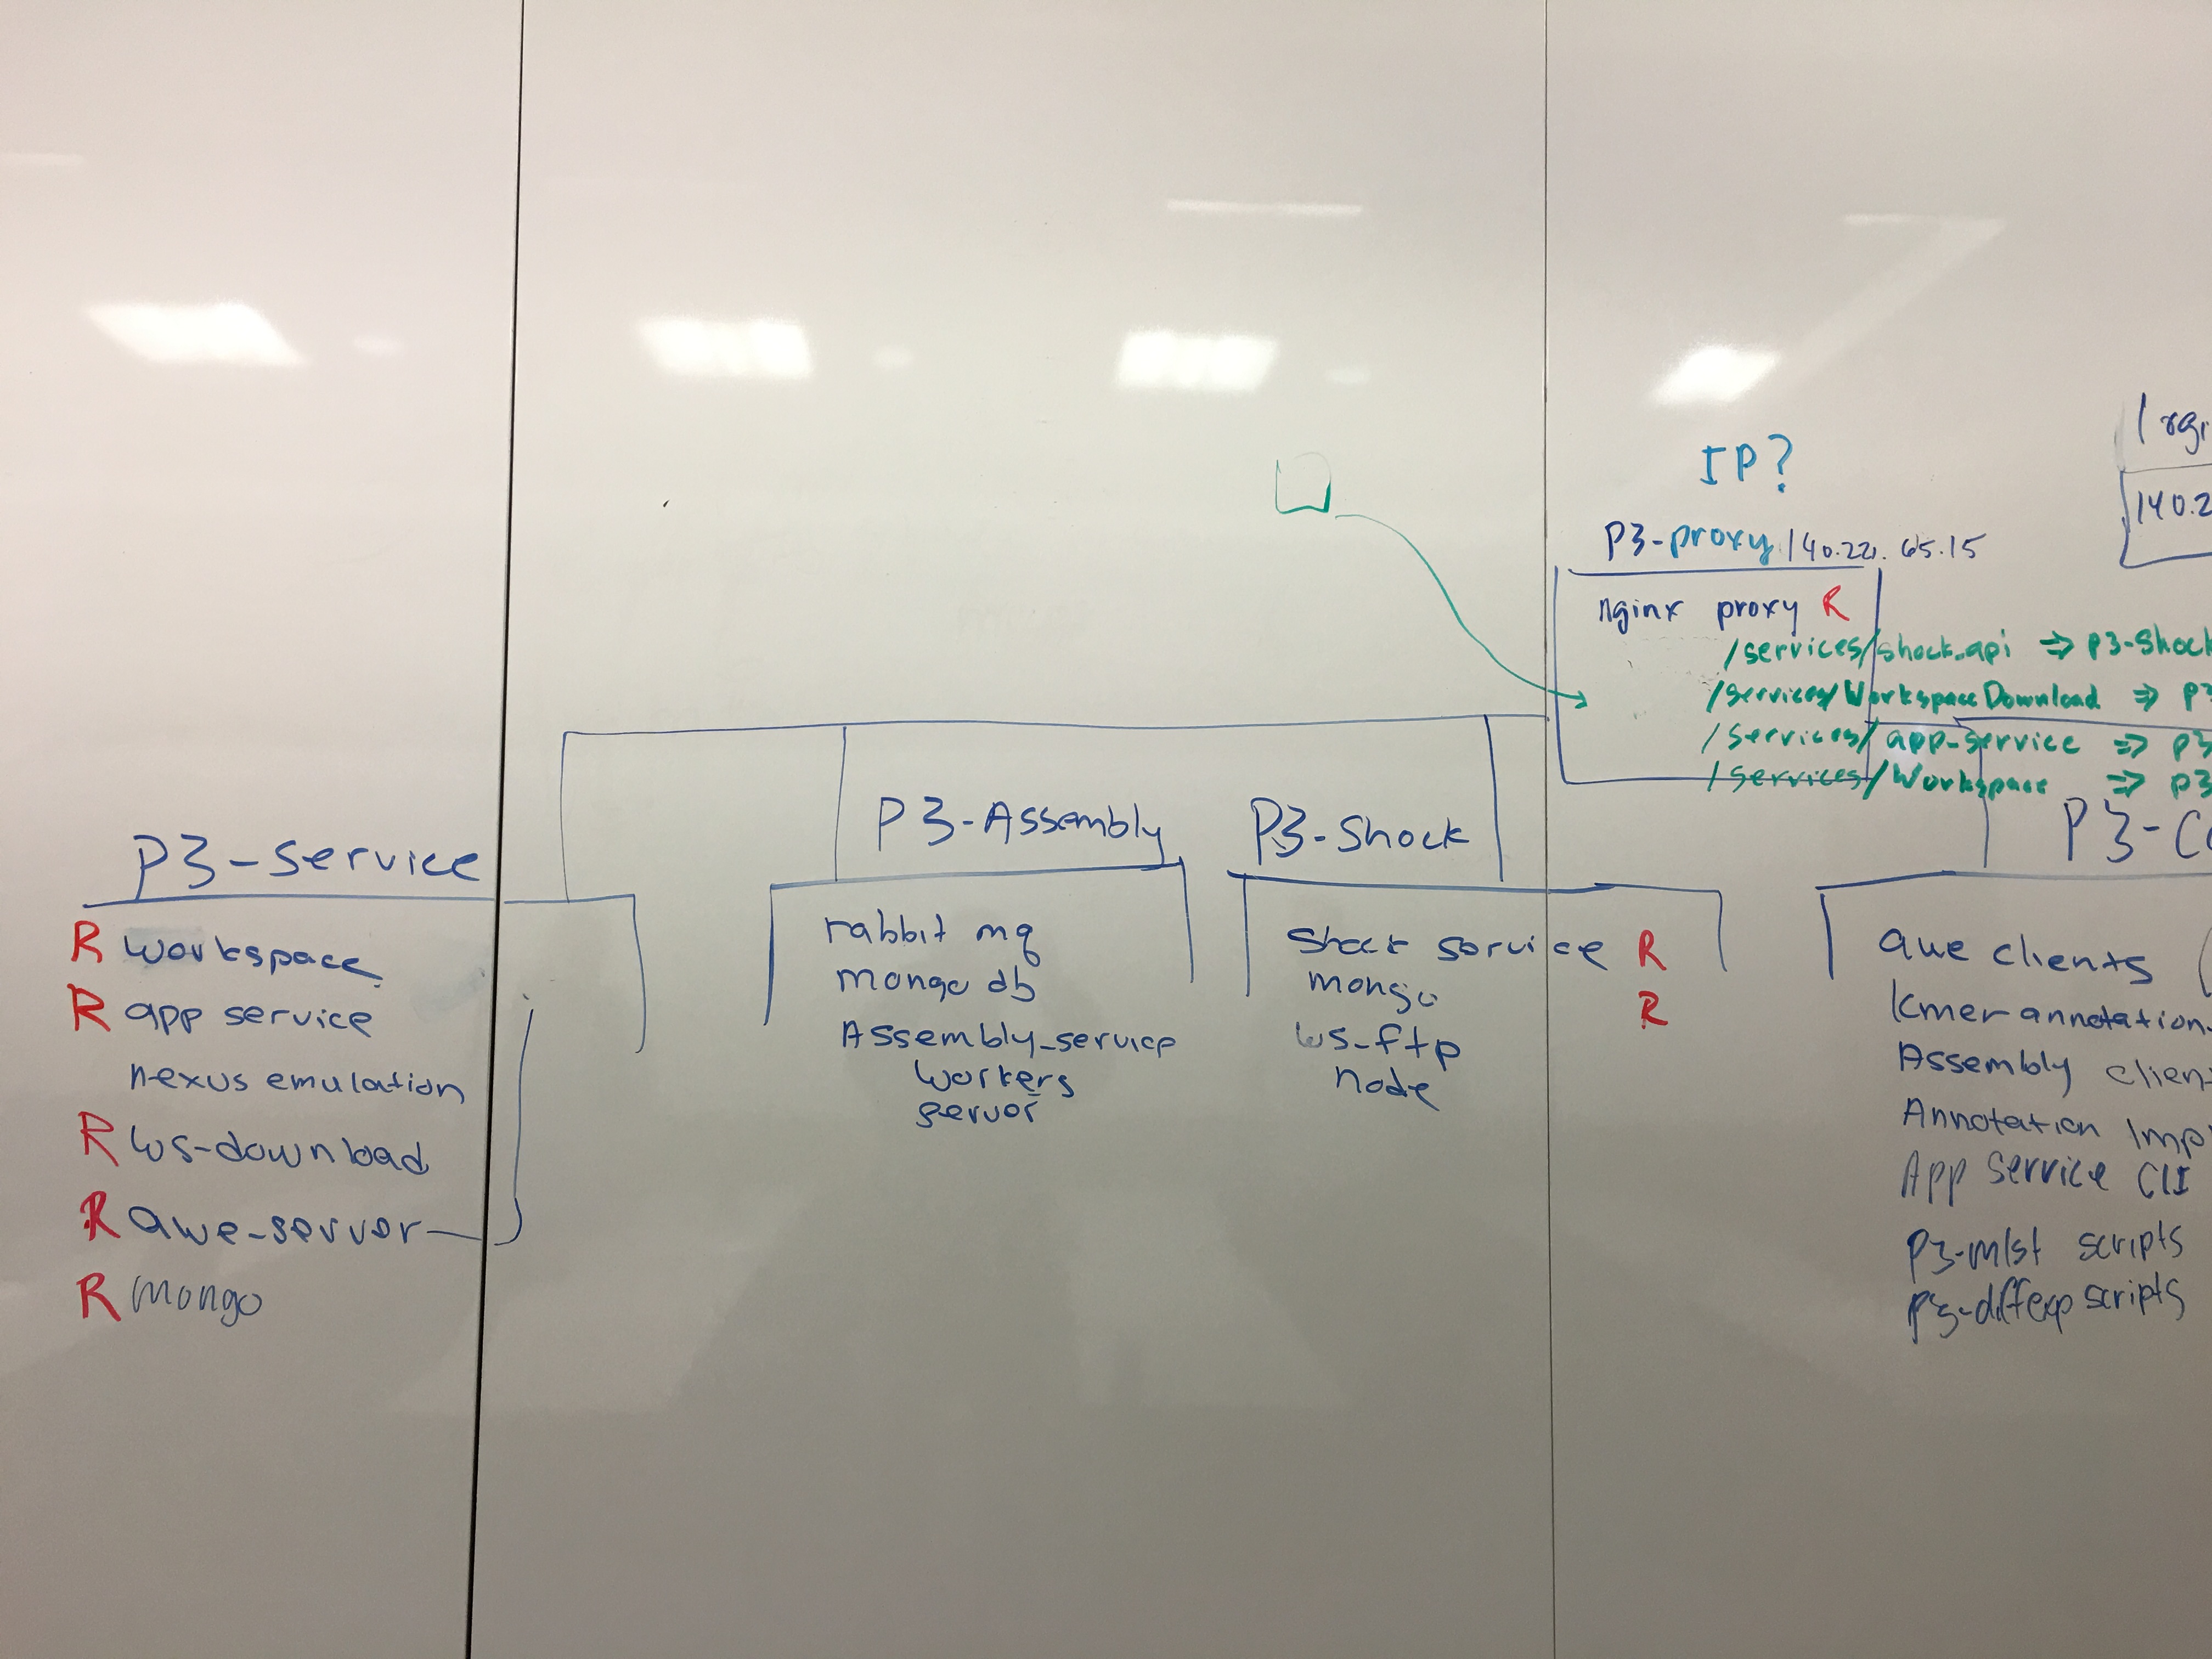 IP?
P3-proxy 140.221.65.15
nginx proxy R
/services/shock_api => P3-Shock
/services/WorkspaceDownload => P3
/services/app_service => P3
/services/Workspace => P3
140.2
P3-Service
R workspace
R app service
nexus emulation
R ws-download
R awe-server
R mongo
P3-Assembly
rabbit mq
mongo db
Assembly_service
workers
server
P3-Shock
Shock service R
mongo R
ws-ftp
node
P3-Co
awe clients (
kmer annotation
Assembly client
Annotation Imp
App Service CLI
P3-mlst scripts
P3-diffexp scripts